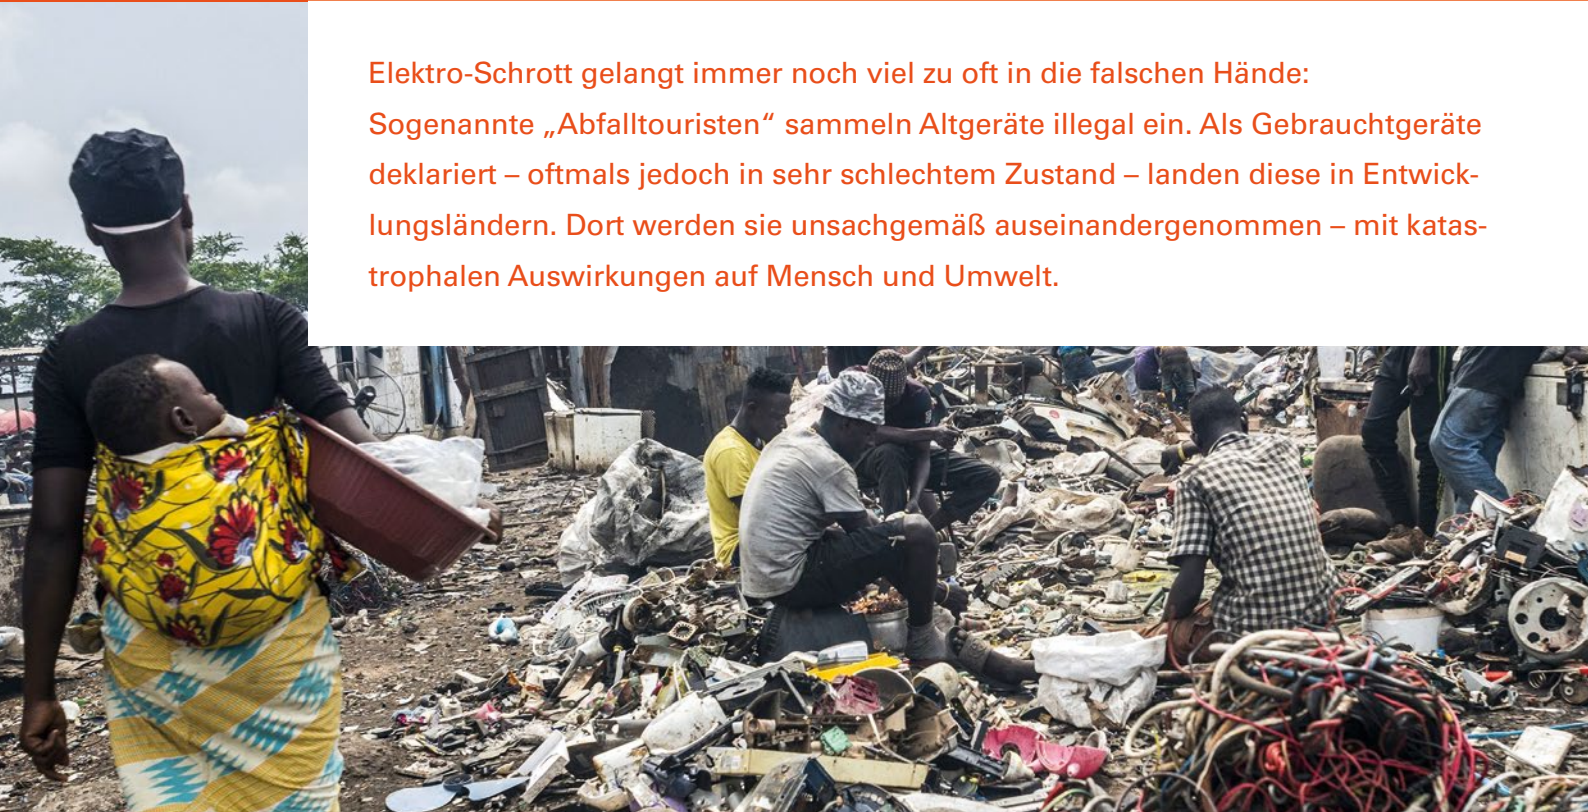 Elektro-Schrott gelangt immer noch viel zu oft in die falschen Hände:
Sogenannte „Abfalltouristen“ sammeln Altgeräte illegal ein. Als Gebrauchtgeräte
deklariert – oftmals jedoch in sehr schlechtem Zustand – landen diese in Entwick-
lungsländern. Dort werden sie unsachgemäß auseinandergenommen – mit katas-
trophalen Auswirkungen auf Mensch und Umwelt.